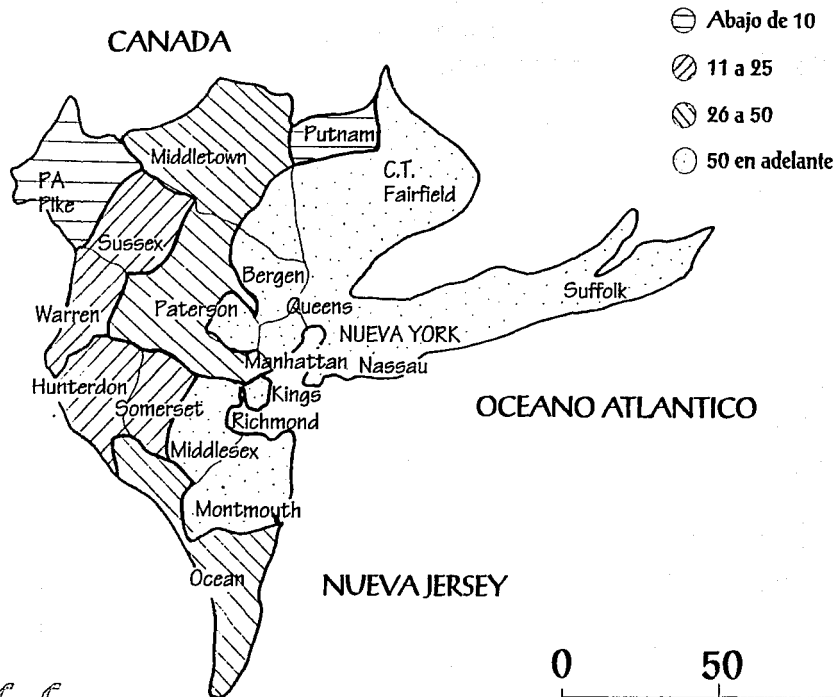 CANADA
Abajo de 10
11 a 25
26 a 50
50 en adelante
Putnam
Middletown
C.T.
Fairfield
PA
Pike
Sussex
Bergen
Suffolk
Warren
Paterson
Queens
NUEVA YORK
Manhattan
Nassau
Hunterdon
Somerset
Kings
Richmond
OCEANO ATLANTICO
Middlesex
Montmouth
Ocean
NUEVA JERSEY
0 50